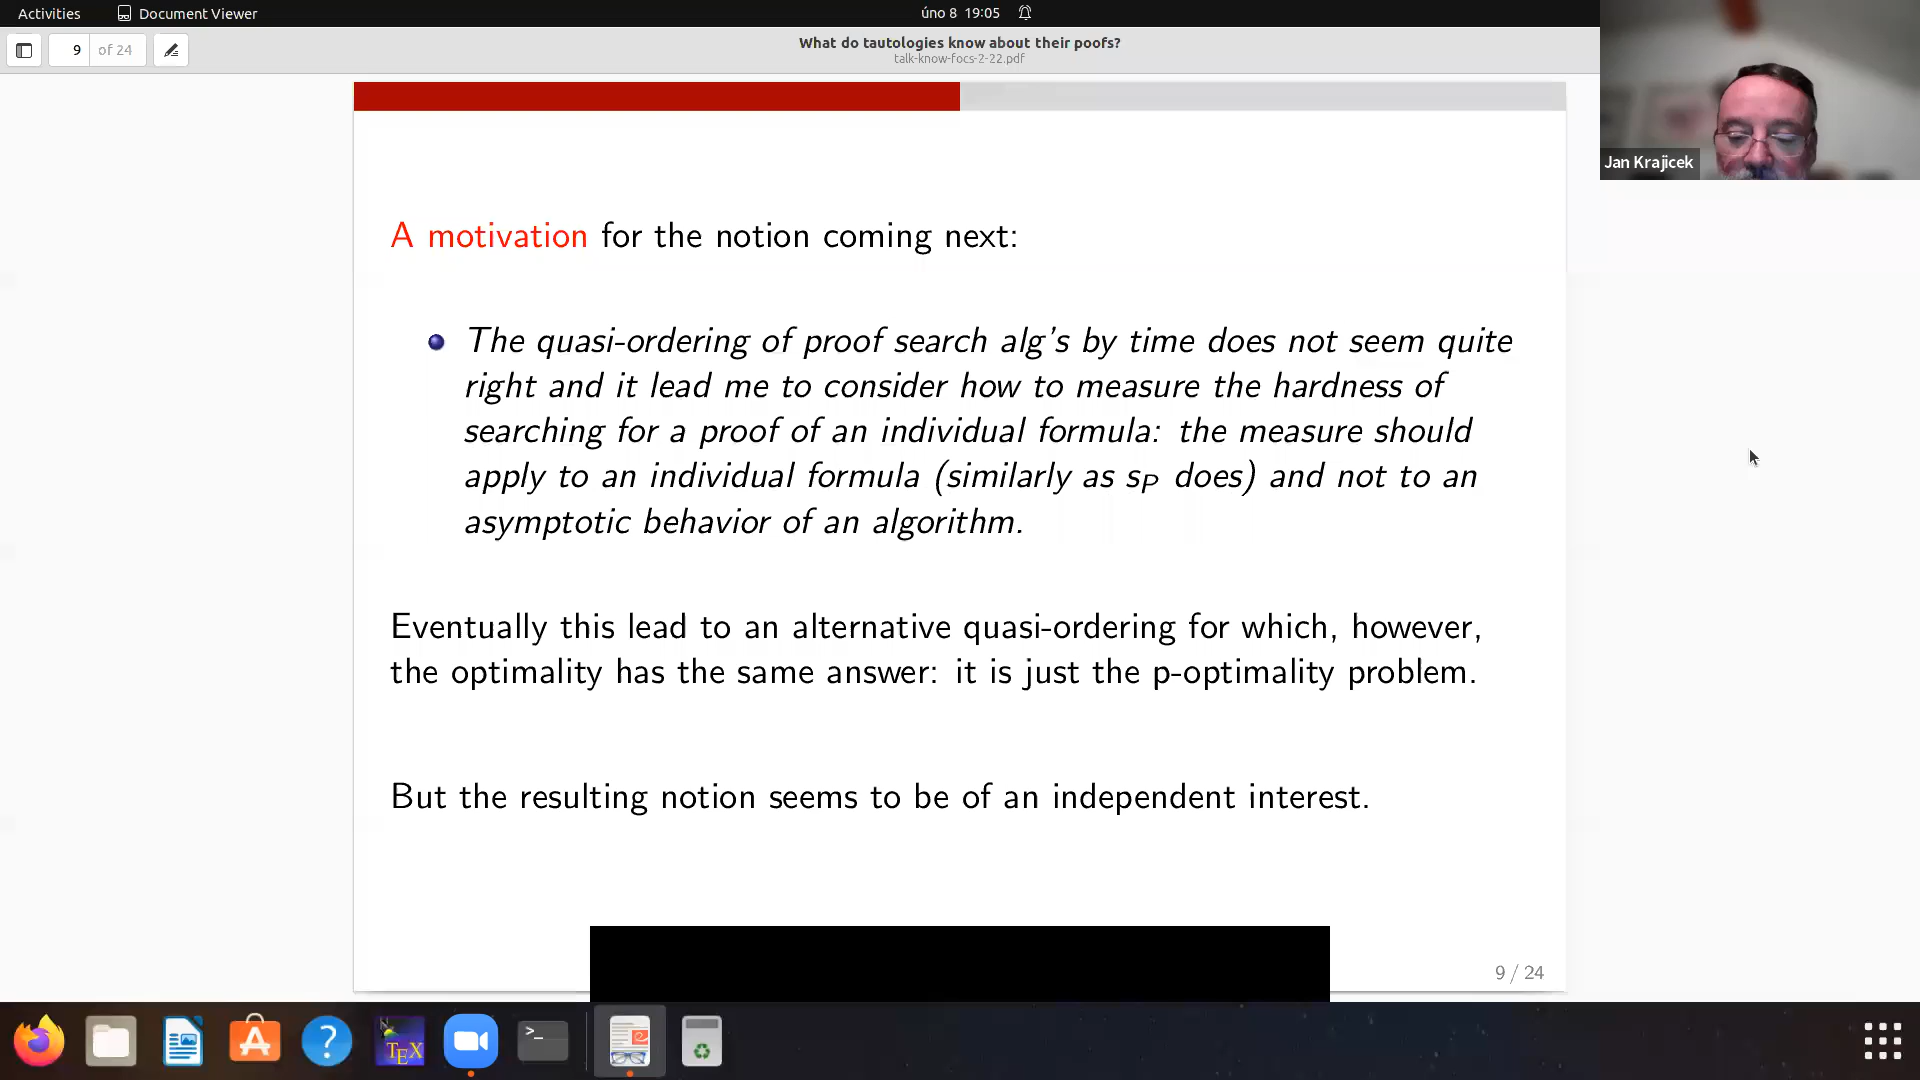 Activities
Document Viewer
úno 8 19:05
9 of 24
What do tautologies know about their poofs?
talk-know-focs-2-22.pdf
Jan Krajicek
A motivation for the notion coming next:
The quasi-ordering of proof search alg's by time does not seem quite
right and it lead me to consider how to measure the hardness of
searching for a proof of an individual formula: the measure should
apply to an individual formula (similarly as sP does) and not to an
asymptotic behavior of an algorithm.
Eventually this lead to an alternative quasi-ordering for which, however,
the optimality has the same answer: it is just the p-optimality problem.
But the resulting notion seems to be of an independent interest.
9 / 24
TEX